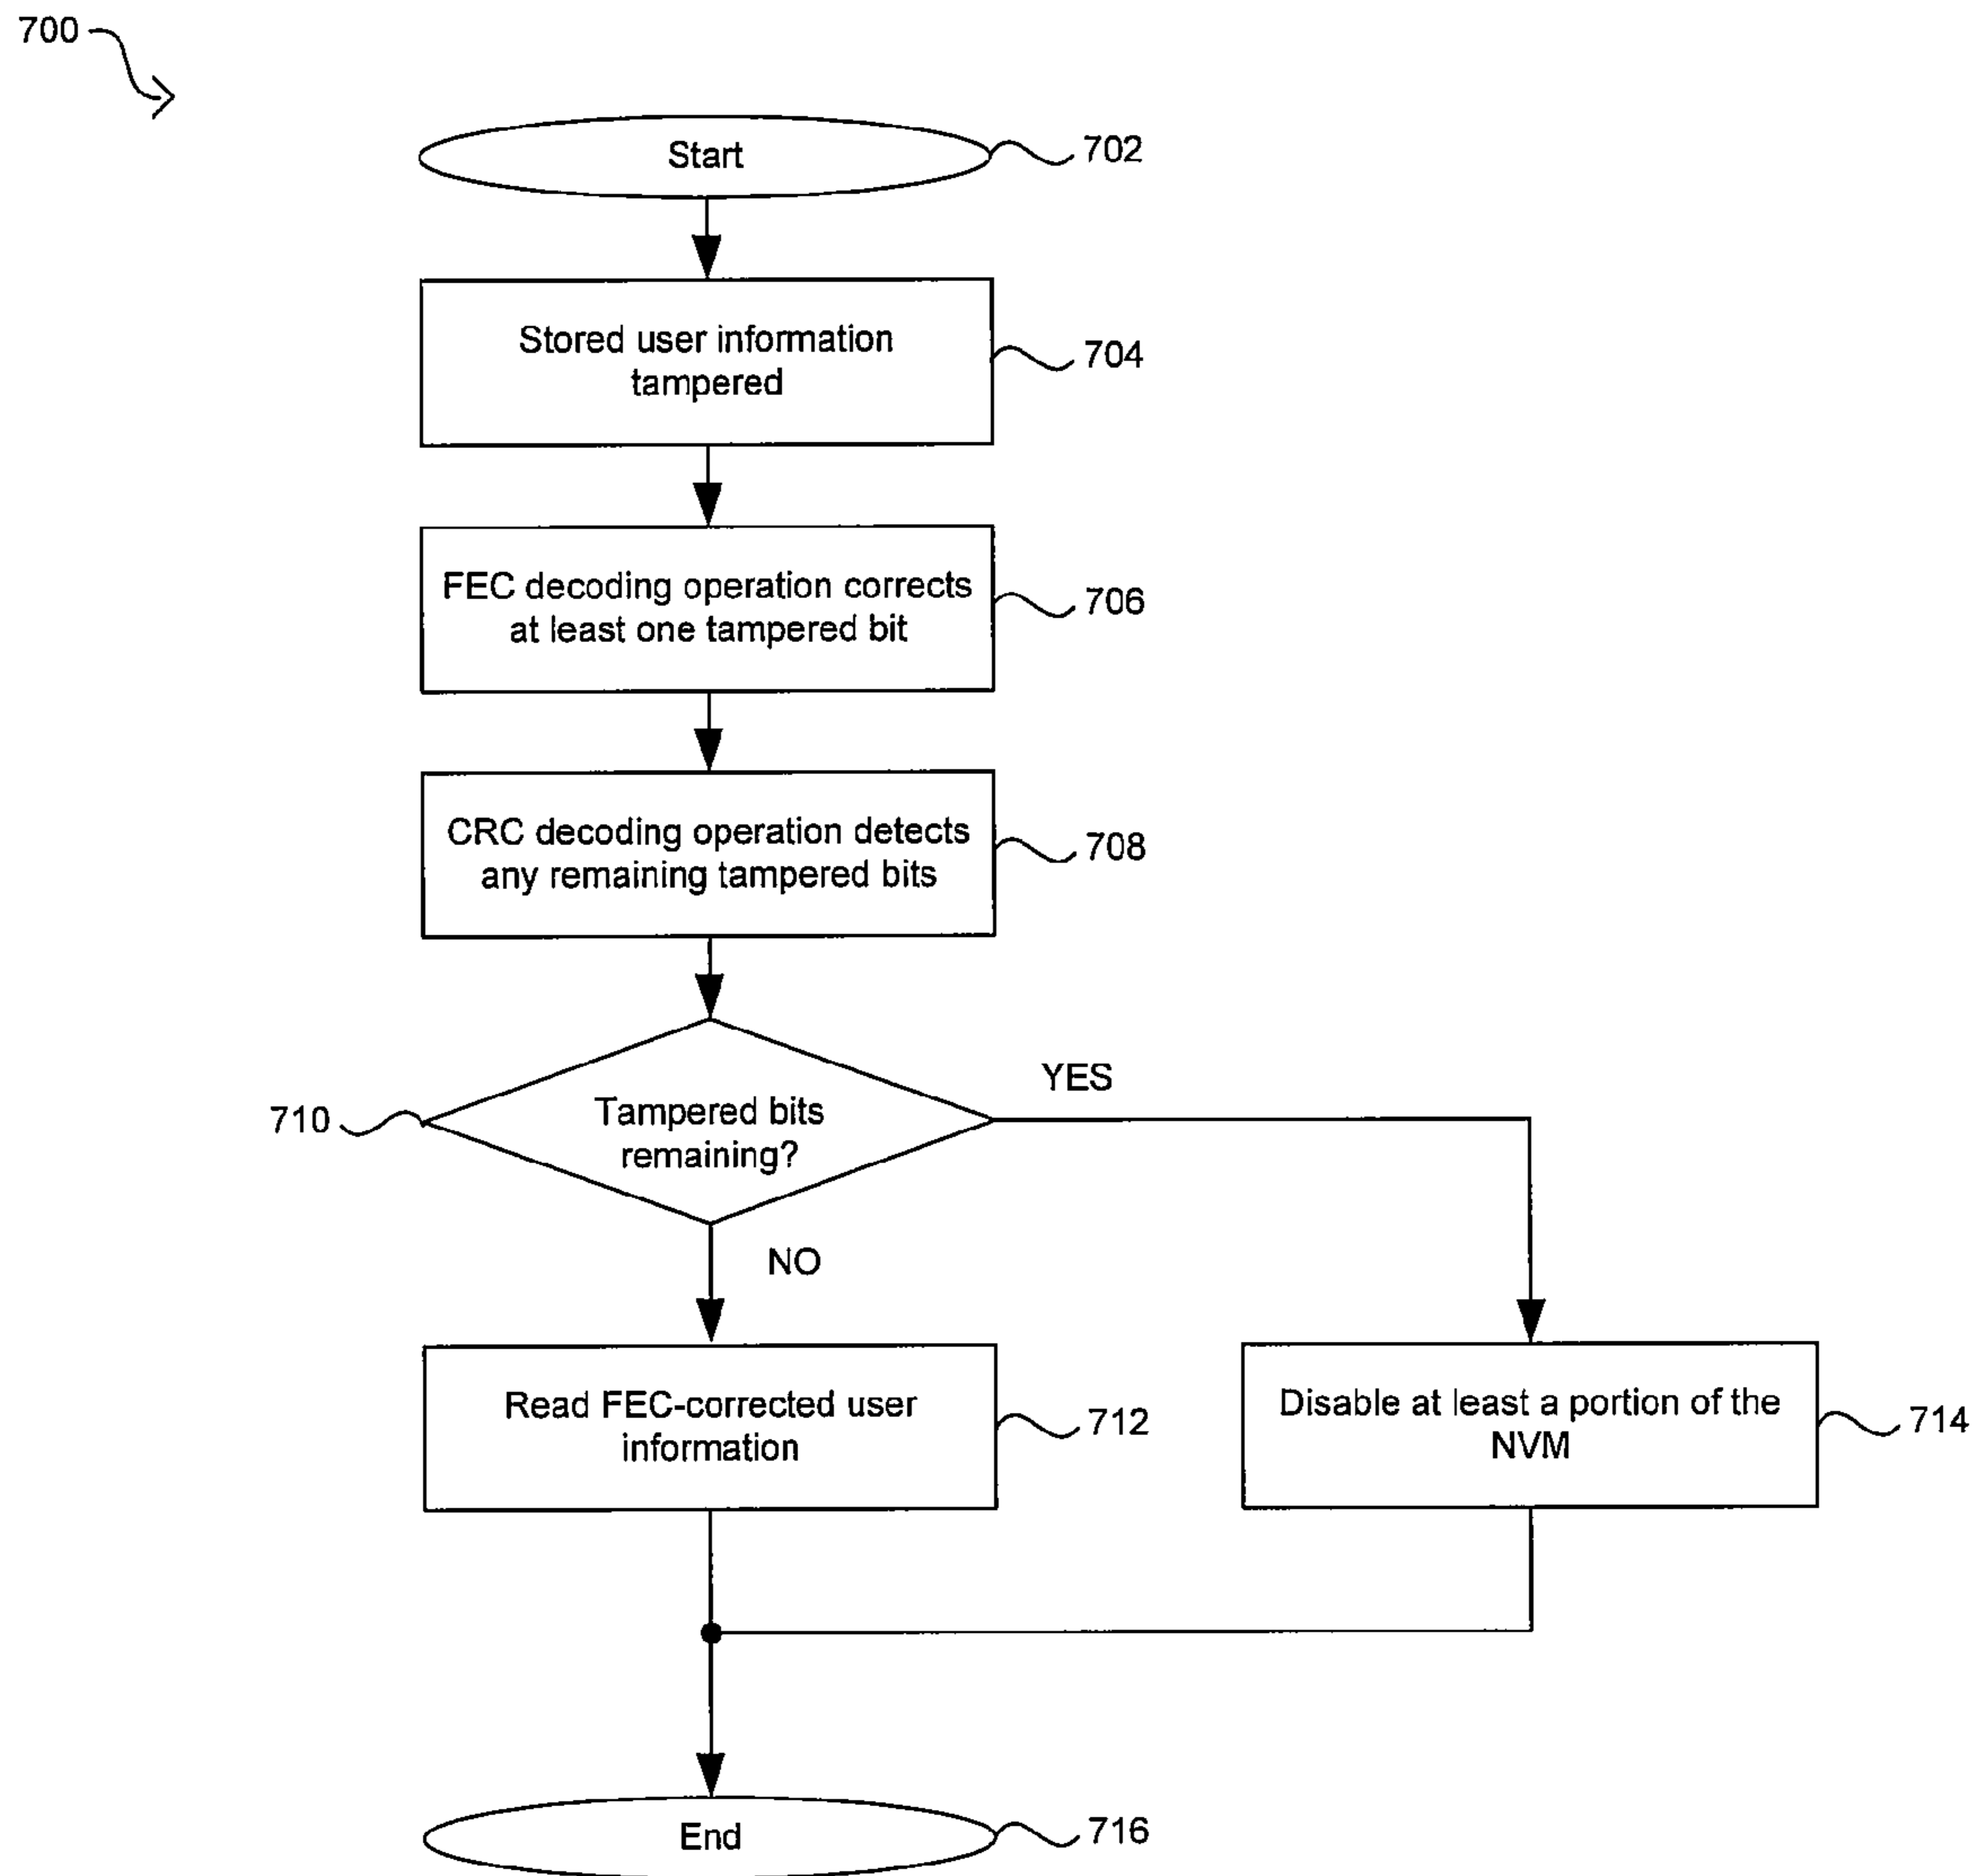 700
Start
702
Stored user information
tampered
704
FEC decoding operation corrects
at least one tampered bit
706
CRC decoding operation detects
any remaining tampered bits
708
YES
710
Tampered bits
remaining?
NO
Read FEC-corrected user
information
712
Disable at least a portion of the
NVM
714
End
716